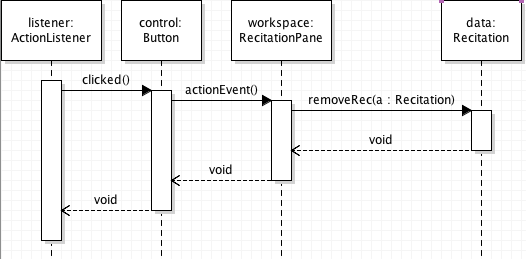 listener:
ActionListener
control:
Button
workspace:
RecitationPane
data:
Recitation
clicked()
actionEvent()
removeRec(a : Recitation)
void
void
void